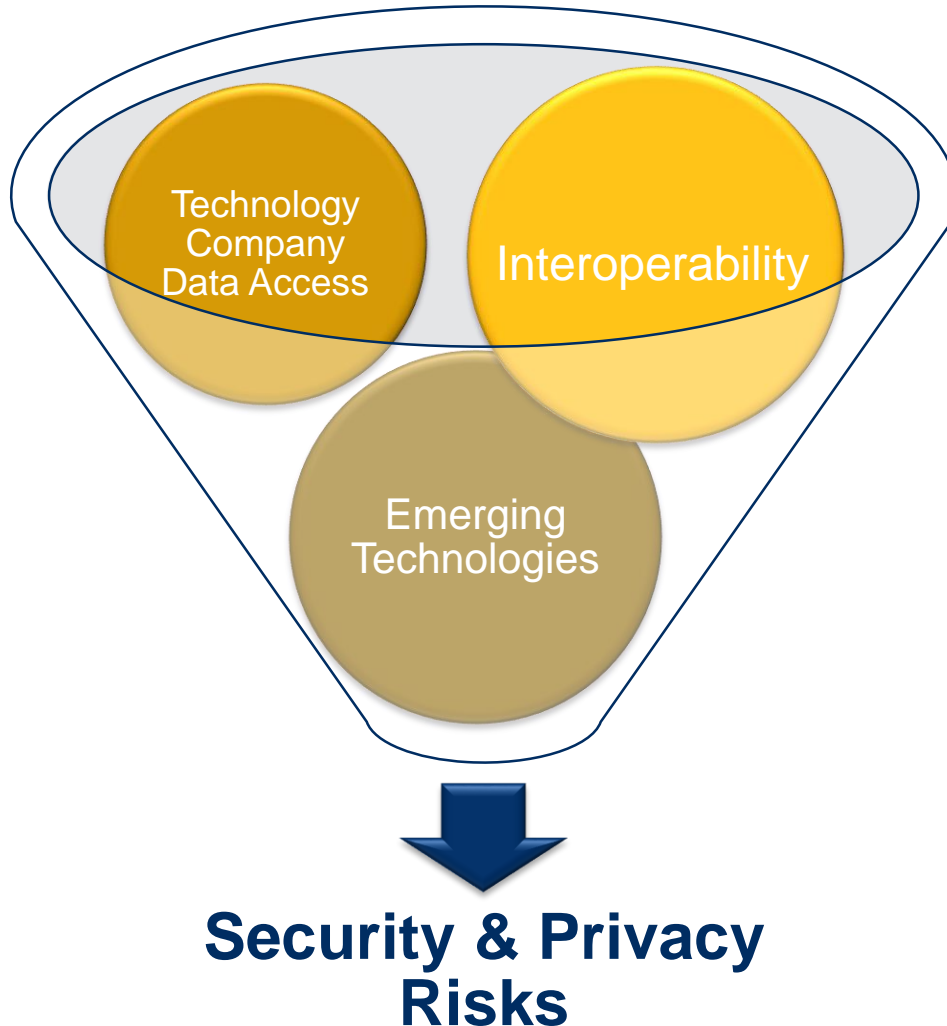 Technology
Company
Data Access
Interoperability
Emerging
Technologies
Security & Privacy
Risks